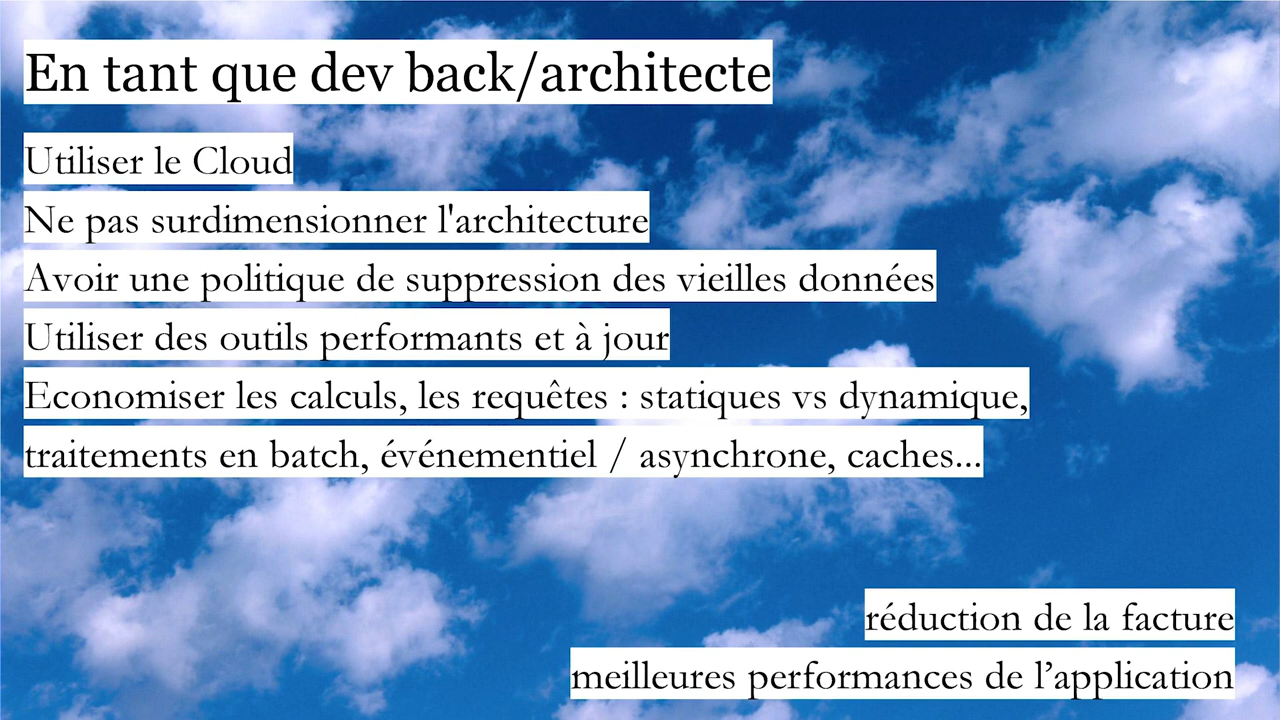 En tant que dev back/architecte
Utiliser le Cloud
Ne pas surdimensionner l'architecture
Avoir une politique de suppression des vieilles données
Utiliser des outils performants et à jour
Economiser les calculs, les requêtes : statiques vs dynamique,
traitements en batch, événementiel / asynchrone, caches...
réduction de la facture
meilleures performances de l’application